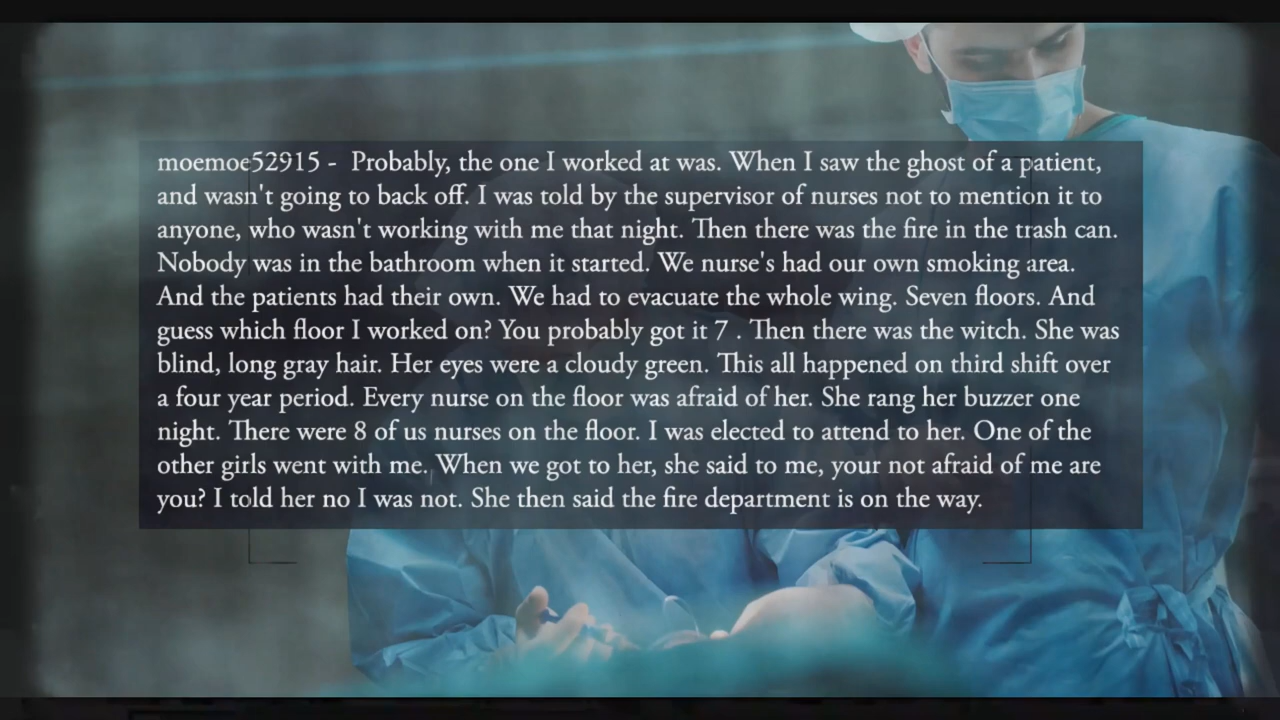 moemoe52915 - Probably, the one I worked at was. When I saw the ghost of a patient,
and wasn't going to back off. I was told by the supervisor of nurses not to mention it to
anyone, who wasn't working with me that night. Then there was the fire in the trash can.
Nobody was in the bathroom when it started. We nurse's had our own smoking area.
And the patients had their own. We had to evacuate the whole wing. Seven floors. And
guess which floor I worked on? You probably got it 7 . Then there was the witch. She was
blind, long gray hair. Her eyes were a cloudy green. This all happened on third shift over
a four year period. Every nurse on the floor was afraid of her. She rang her buzzer one
night. There were 8 of us nurses on the floor. I was elected to attend to her. One of the
other girls went with me. When we got to her, she said to me, your not afraid of me are
you? I told her no I was not. She then said the fire department is on the way.